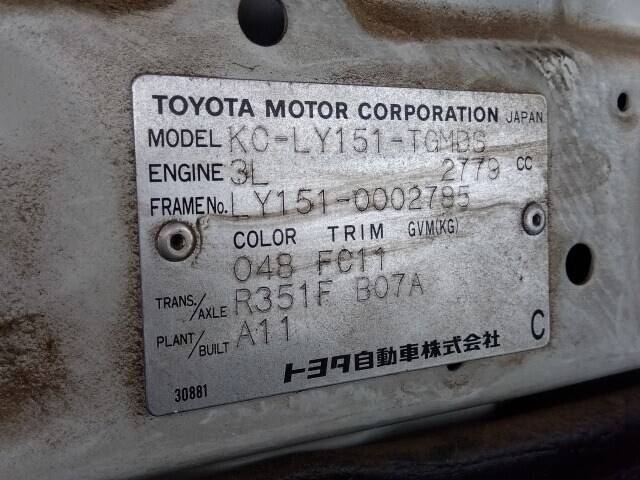 TOYOTA MOTOR CORPORATION JAPAN
MODEL KC-LY151-TGMDS
ENGINE 3L 2779 CC
FRAME No. LY151-0002795
COLOR TRIM GVM(KG)
048 FC11
TRANS./AXLE R351F B07A
PLANT/BUILT A11 C
トヨタ自動車株式会社
30881